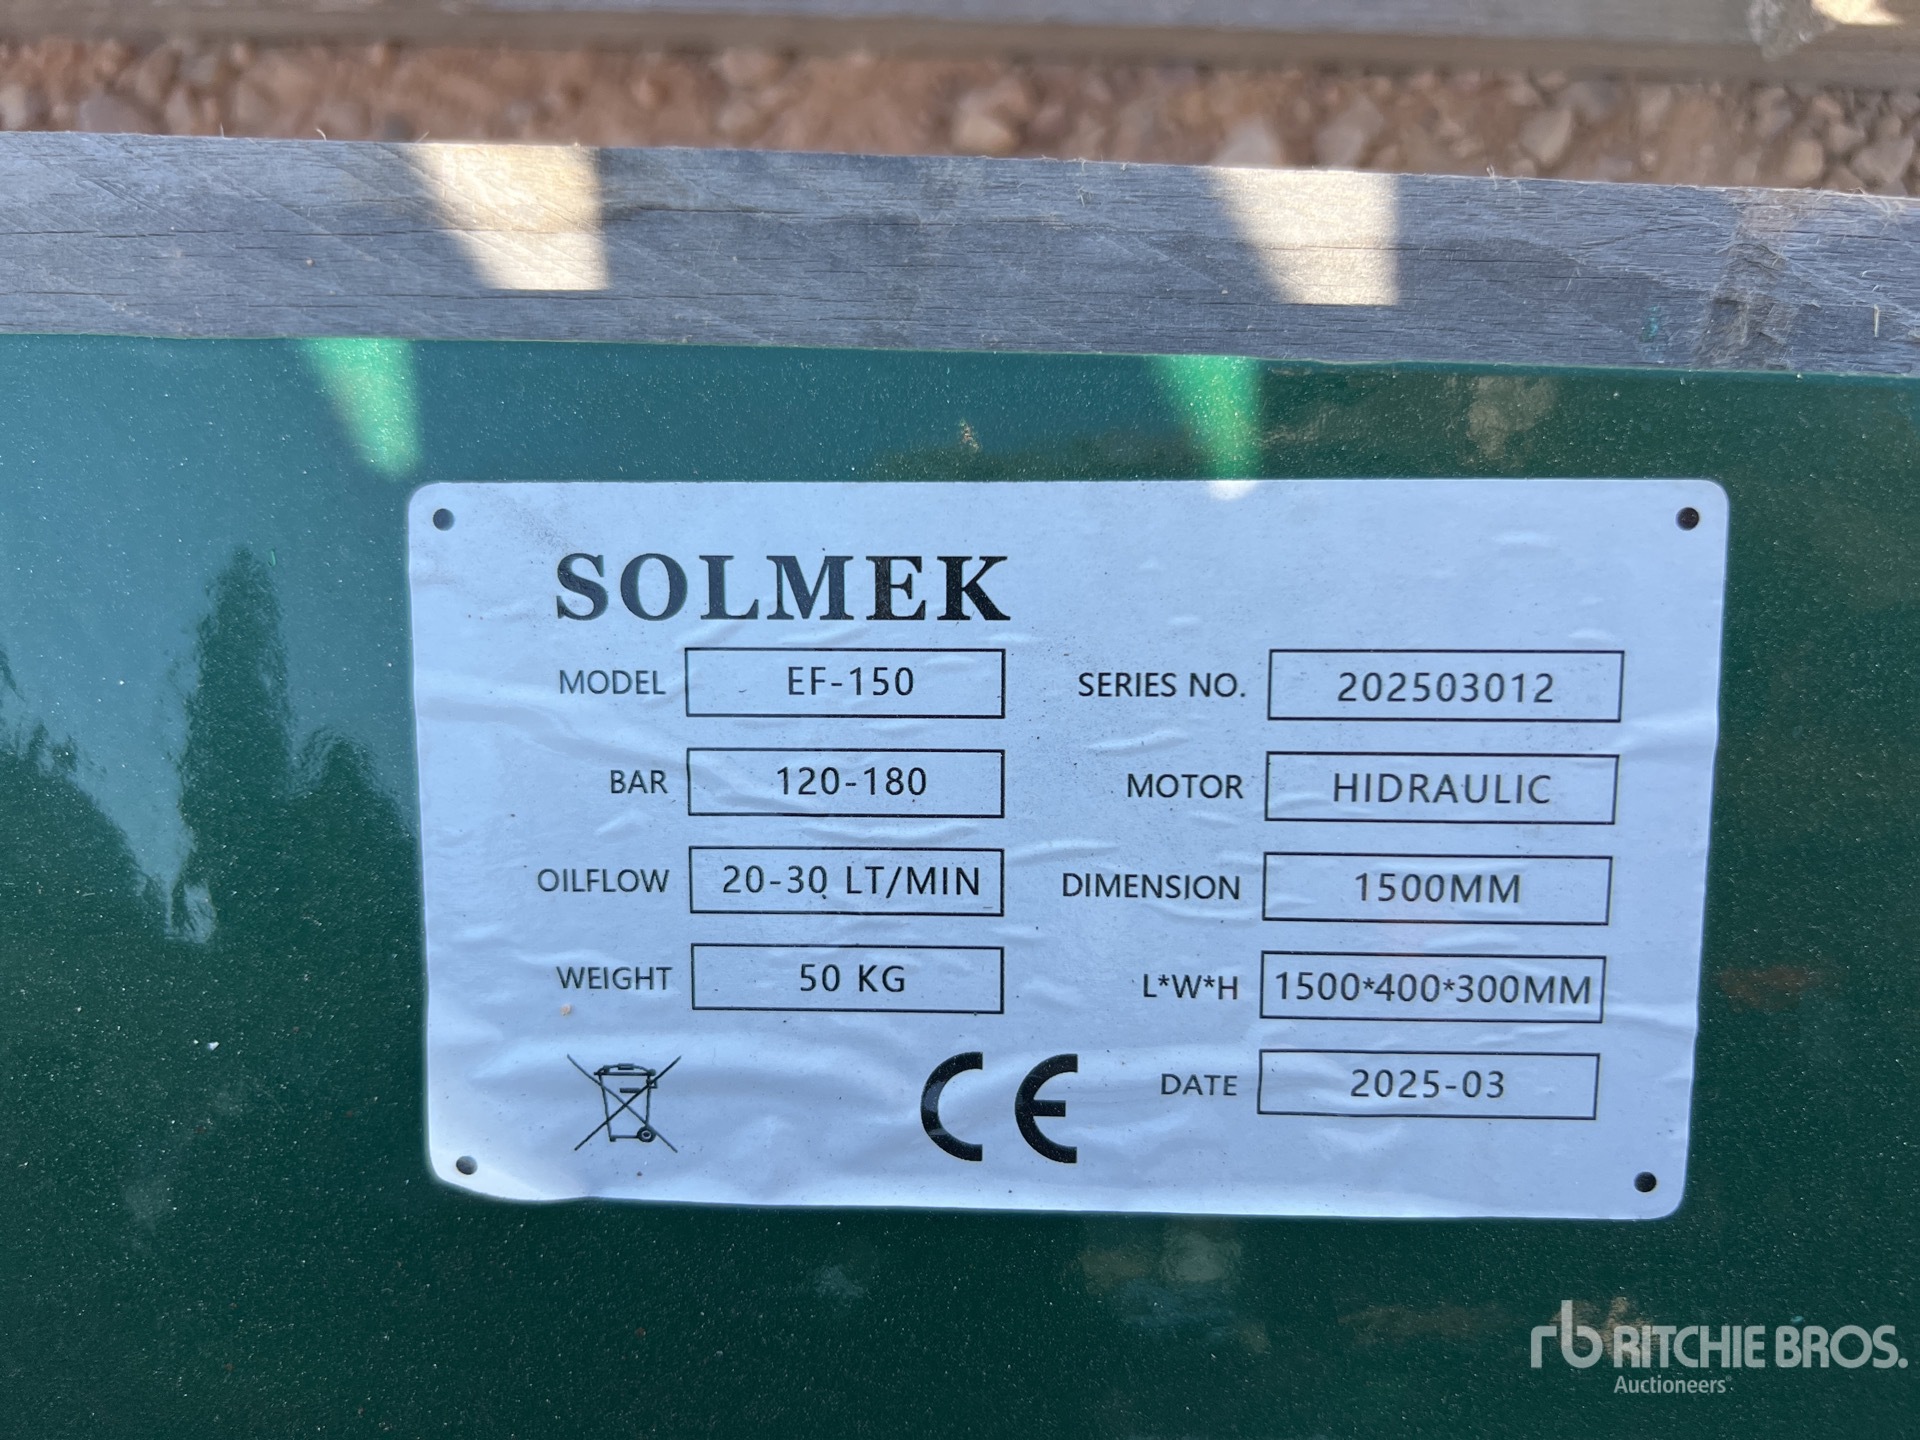 SOLMEK
MODEL EF-150 SERIES NO. 202503012
BAR 120-180 MOTOR HIDRAULIC
OILFLOW 20-30 LT/MIN DIMENSION 1500MM
WEIGHT 50 KG L*W*H 1500*400*300MM
CE DATE 2025-03
rb RITCHIE BROS.
Auctioneers